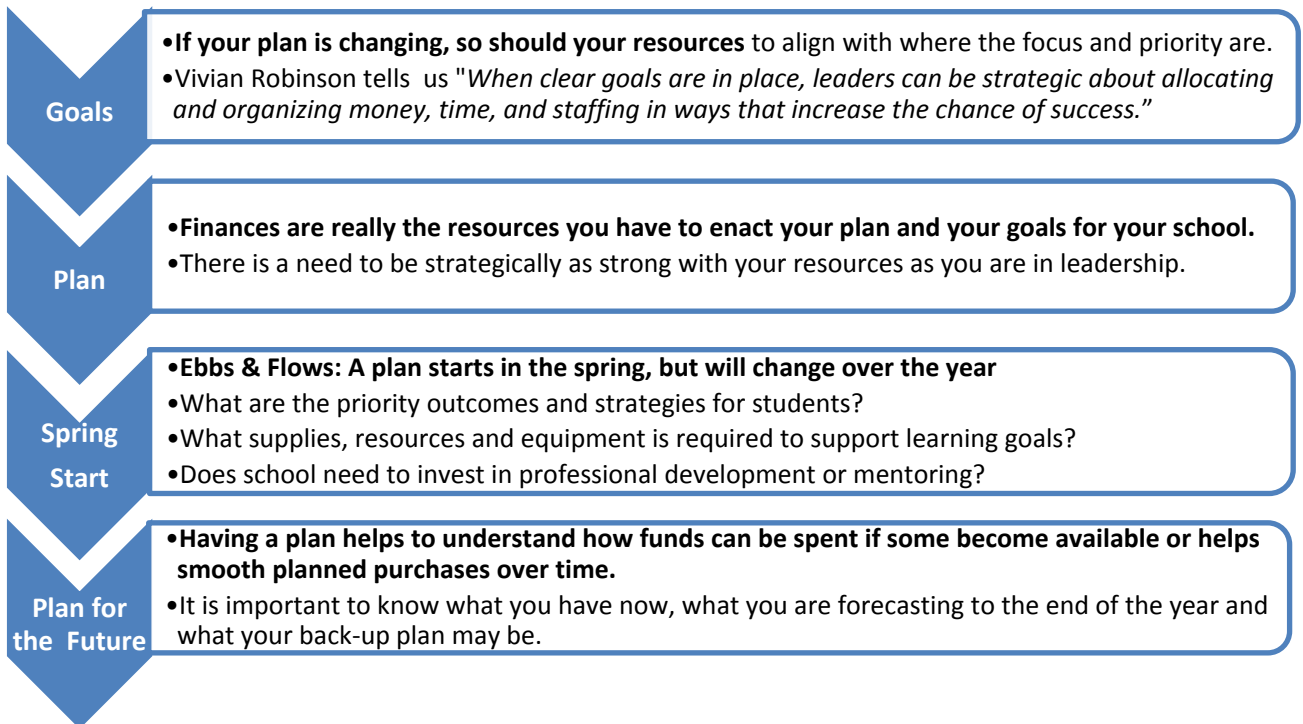 Goals
•If your plan is changing, so should your resources to align with where the focus and priority are.
•Vivian Robinson tells  us "When clear goals are in place, leaders can be strategic about allocating
and organizing money, time, and staffing in ways that increase the chance of success.”
Plan
•Finances are really the resources you have to enact your plan and your goals for your school.
•There is a need to be strategically as strong with your resources as you are in leadership.
Spring
Start
•Ebbs & Flows: A plan starts in the spring, but will change over the year
•What are the priority outcomes and strategies for students?
•What supplies, resources and equipment is required to support learning goals?
•Does school need to invest in professional development or mentoring?
Plan for
the  Future
•Having a plan helps to understand how funds can be spent if some become available or helps
smooth planned purchases over time.
•It is important to know what you have now, what you are forecasting to the end of the year and
what your back-up plan may be.